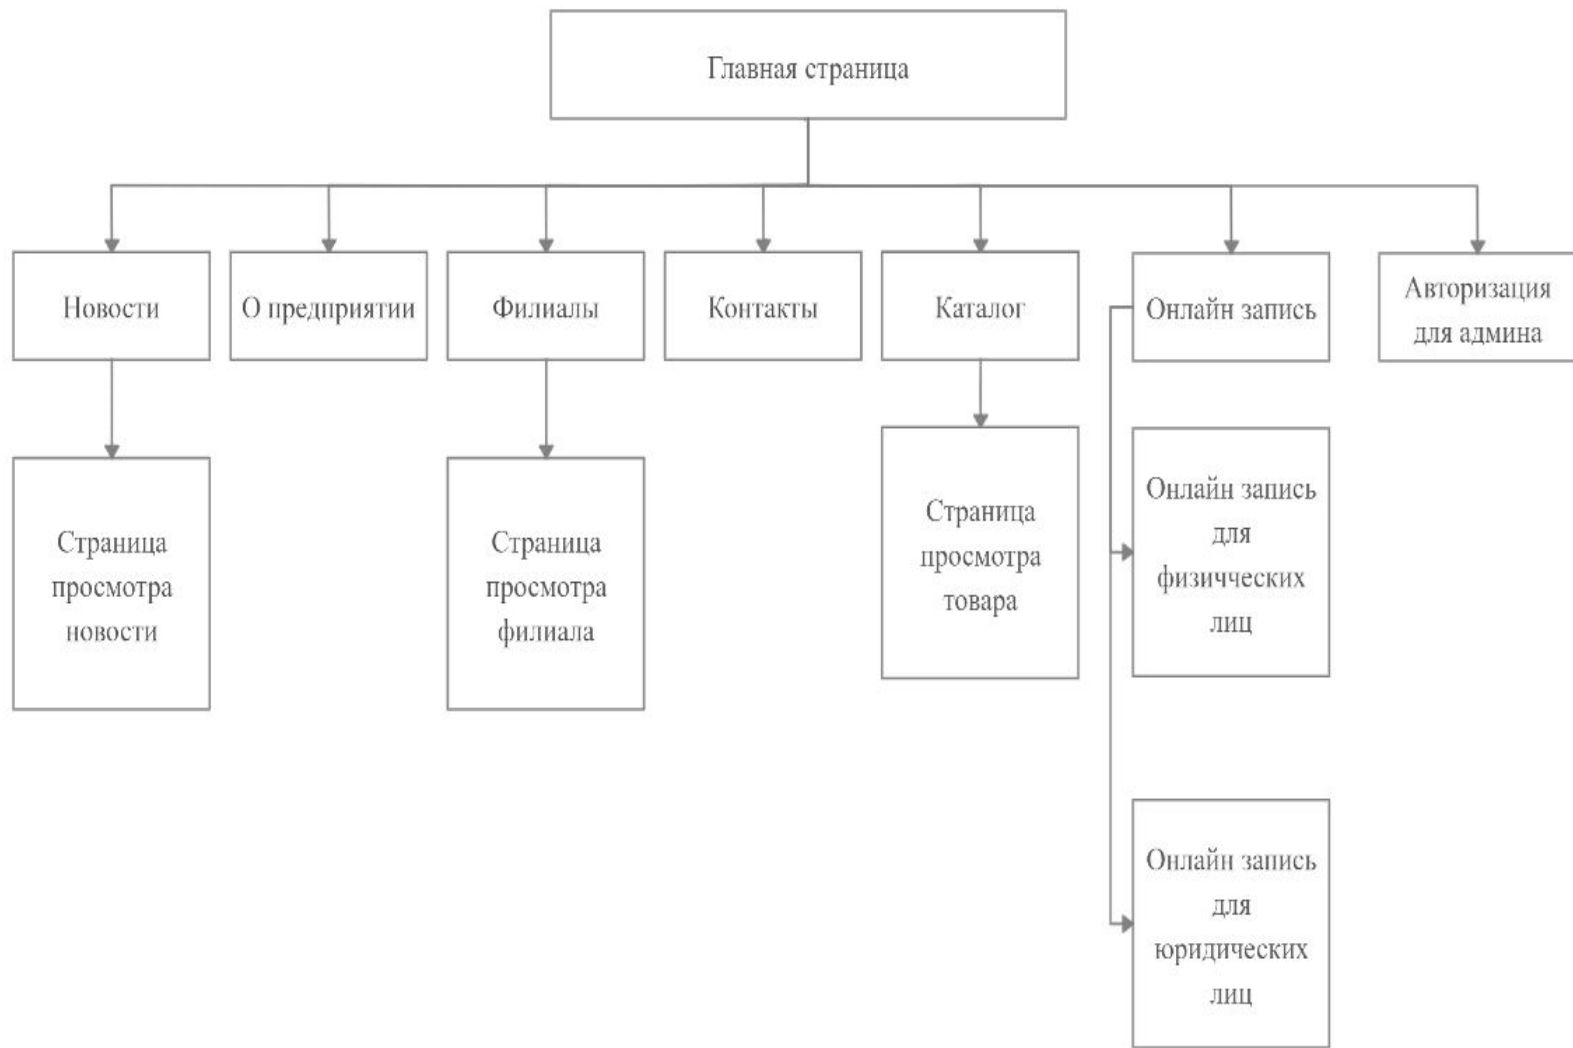 Главная страница
Новости
О предприятии
Филиалы
Контакты
Каталог
Онлайн запись
Авторизация
для админа
Страница
просмотра
новости
Страница
просмотра
филиала
Страница
просмотра
товара
Онлайн запись
для
физичческих
лиц
Онлайн запись
для
юридических
лиц